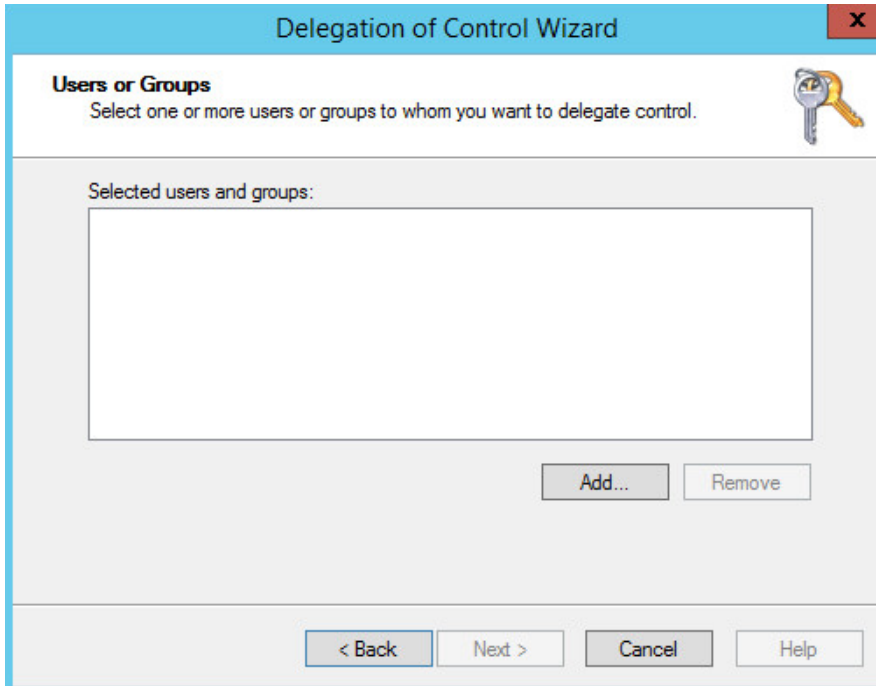 Delegation of Control Wizard
x
Users or Groups
Select one or more users or groups to whom you want to delegate control.
Selected users and groups:
Add...
Remove
< Back
Next >
Cancel
Help